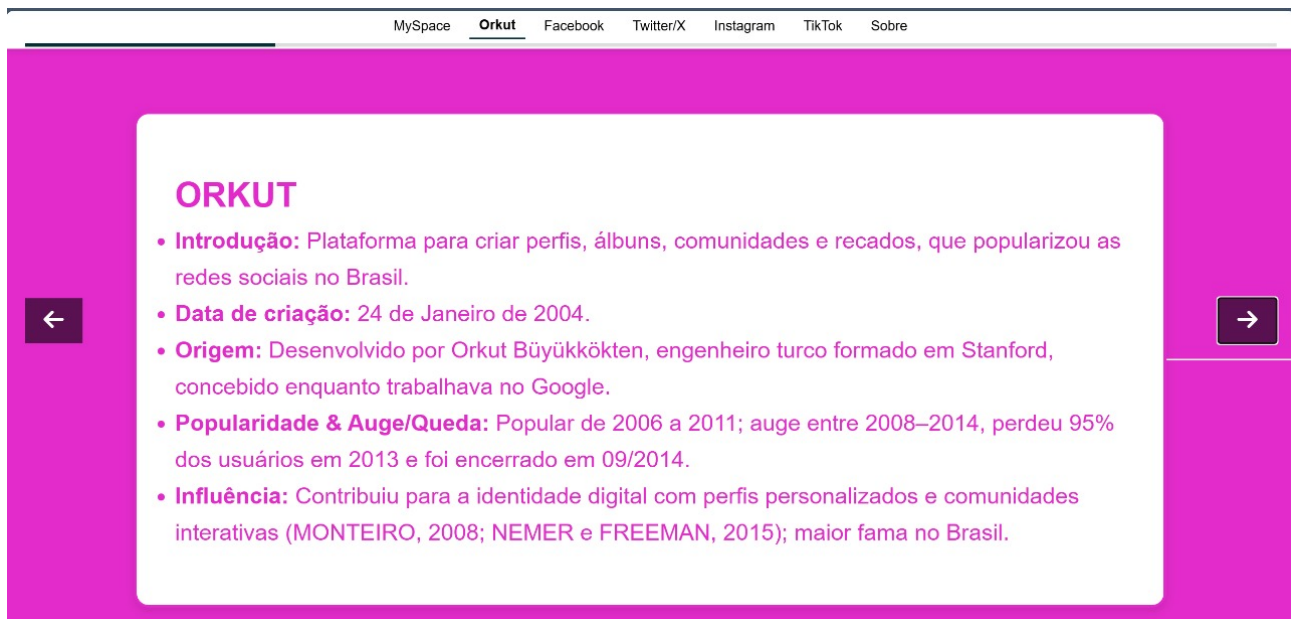 MySpace Orkut Facebook Twitter/X Instagram TikTok Sobre
ORKUT
• Introdução: Plataforma para criar perfis, álbuns, comunidades e recados, que popularizou as
redes sociais no Brasil.
• Data de criação: 24 de Janeiro de 2004.
• Origem: Desenvolvido por Orkut Büyükkökten, engenheiro turco formado em Stanford,
concebido enquanto trabalhava no Google.
• Popularidade & Auge/Queda: Popular de 2006 a 2011; auge entre 2008–2014, perdeu 95%
dos usuários em 2013 e foi encerrado em 09/2014.
• Influência: Contribuiu para a identidade digital com perfis personalizados e comunidades
interativas (MONTEIRO, 2008; NEMER e FREEMAN, 2015); maior fama no Brasil.